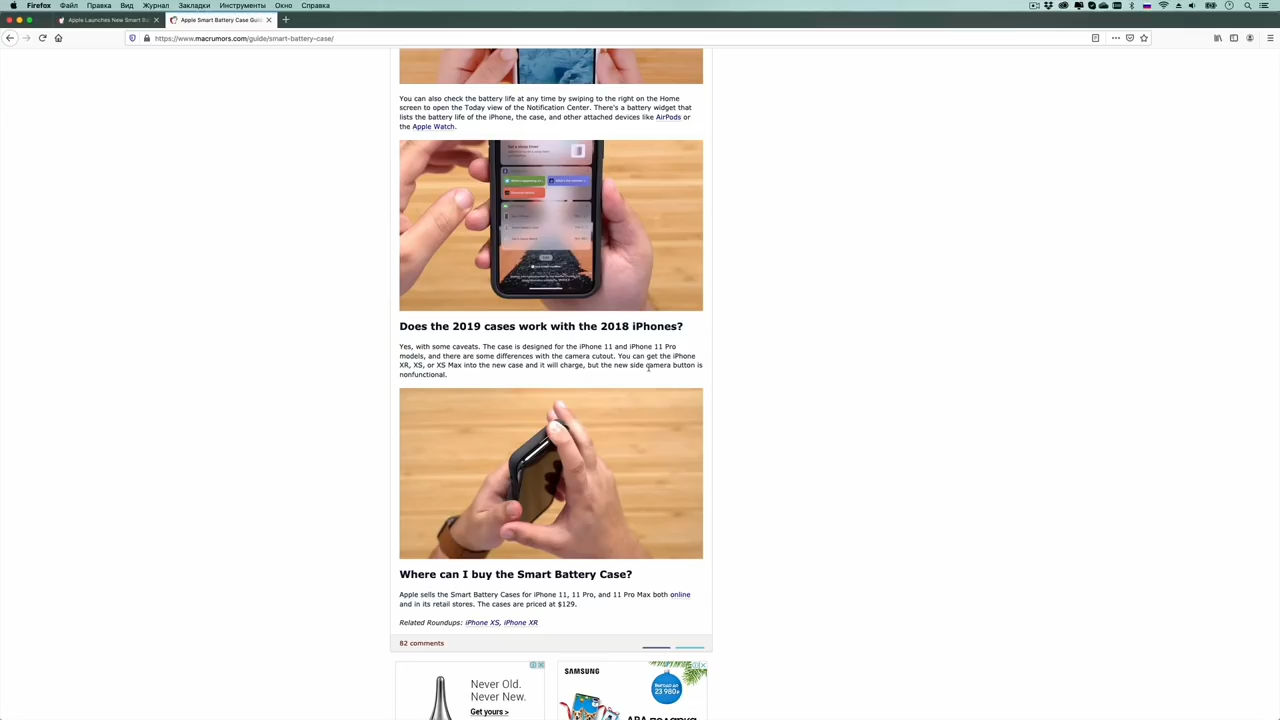 Firefox Файл Правка Вид Журнал Закладки Инструменты Окно Справка
Apple Launches New Smart Ba
Apple Smart Battery Case Guid
https://www.macrumors.com/guide/smart-battery-case/
You can also check the battery life at any time by swiping to the right on the Home
screen to open the Today view of the Notification Center. There's a battery widget that
lists the battery life of the iPhone, the case, and other attached devices like AirPods or
the Apple Watch.
Does the 2019 cases work with the 2018 iPhones?
Yes, with some caveats. The case is designed for the iPhone 11 and iPhone 11 Pro
models, and there are some differences with the camera cutout. You can get the iPhone
XR, XS, or XS Max into the new case and it will charge, but the new side camera button is
nonfunctional.
Where can I buy the Smart Battery Case?
Apple sells the Smart Battery Cases for iPhone 11, 11 Pro, and 11 Pro Max both online
and in its retail stores. The cases are priced at $129.
Related Roundups: iPhone XS, iPhone XR
82 comments
Never Old.
Never New.
Get yours >
SAMSUNG
ВЫГОДА ДО
23 980₽